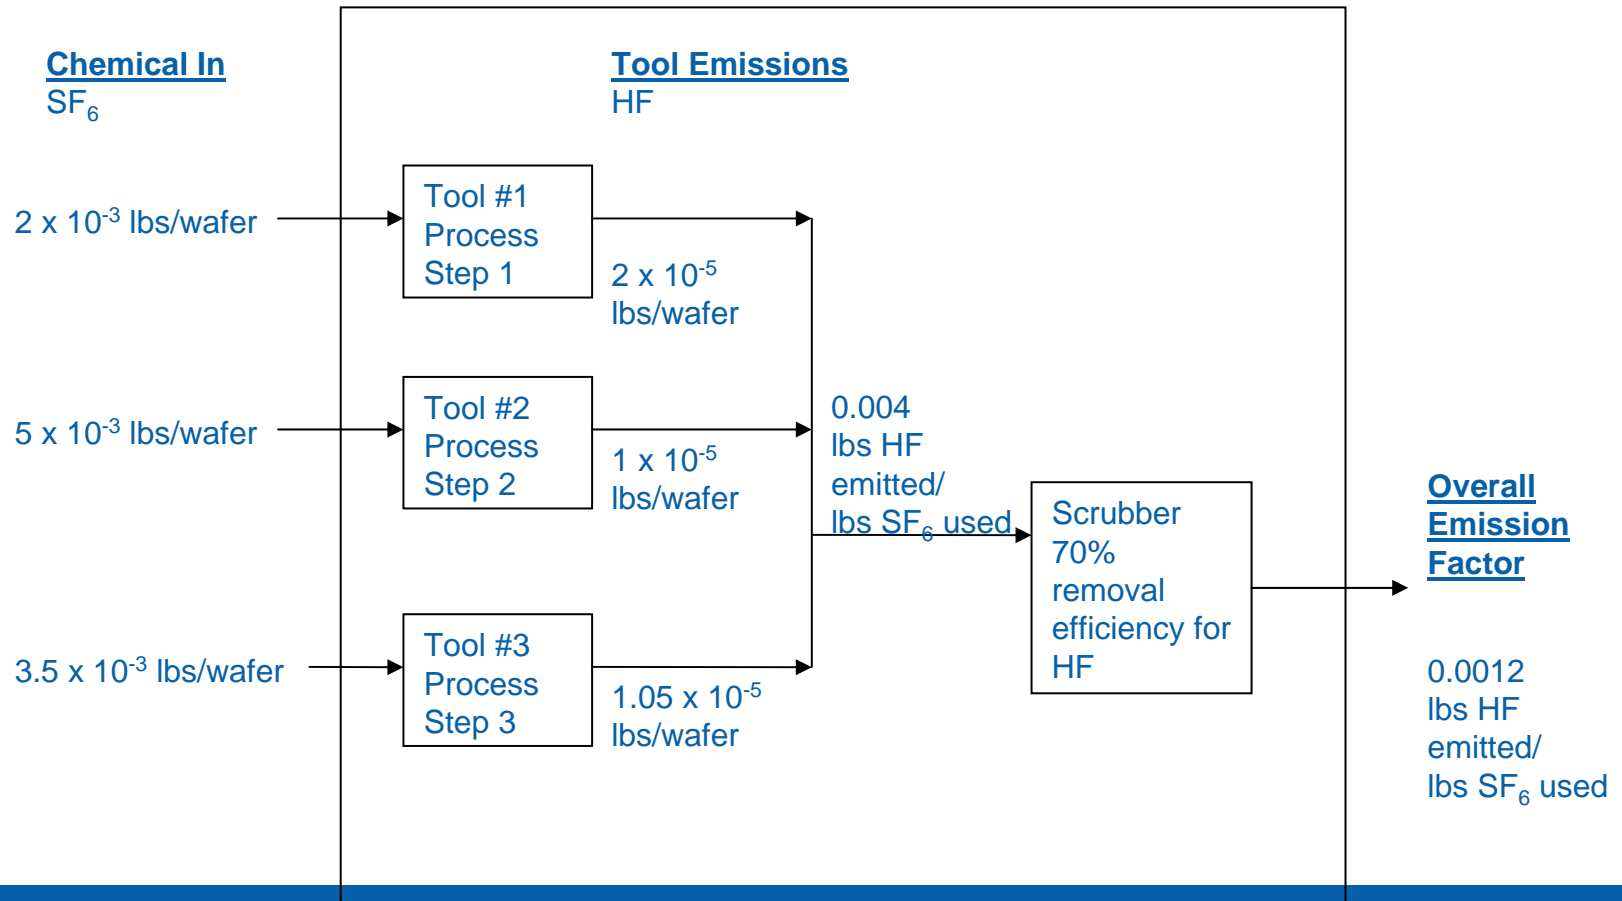 Chemical In
SF₆
Tool Emissions
HF
2 x 10⁻³ lbs/wafer
Tool #1
Process
Step 1
2 x 10⁻⁵
lbs/wafer
5 x 10⁻³ lbs/wafer
Tool #2
Process
Step 2
1 x 10⁻⁵
lbs/wafer
3.5 x 10⁻³ lbs/wafer
Tool #3
Process
Step 3
1.05 x 10⁻⁵
lbs/wafer
0.004
lbs HF
emitted/
lbs SF₆ used
Scrubber
70%
removal
efficiency for
HF
Overall
Emission
Factor
0.0012
lbs HF
emitted/
lbs SF₆ used